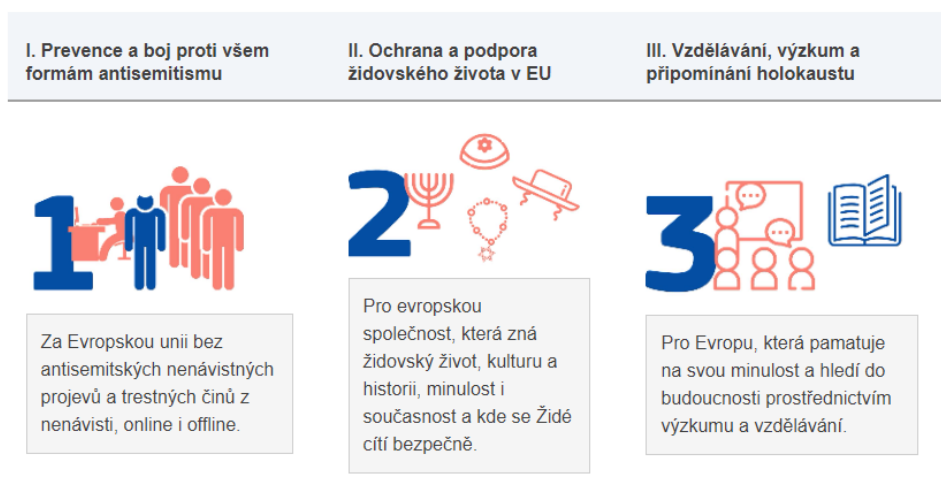 I. Prevence a boj proti všem
formám antisemitismu
II. Ochrana a podpora
židovského života v EU
III. Vzdělávání, výzkum a
připomínání holokaustu
1
2
3
Za Evropskou unii bez
antisemitských nenávistných
projevů a trestných činů z
nenávisti, online i offline.
Pro evropskou
společnost, která zná
židovský život, kulturu a
historii, minulost i
současnost a kde se Židé
cítí bezpečně.
Pro Evropu, která pamatuje
na svou minulost a hledí do
budoucnosti prostřednictvím
výzkumu a vzdělávání.